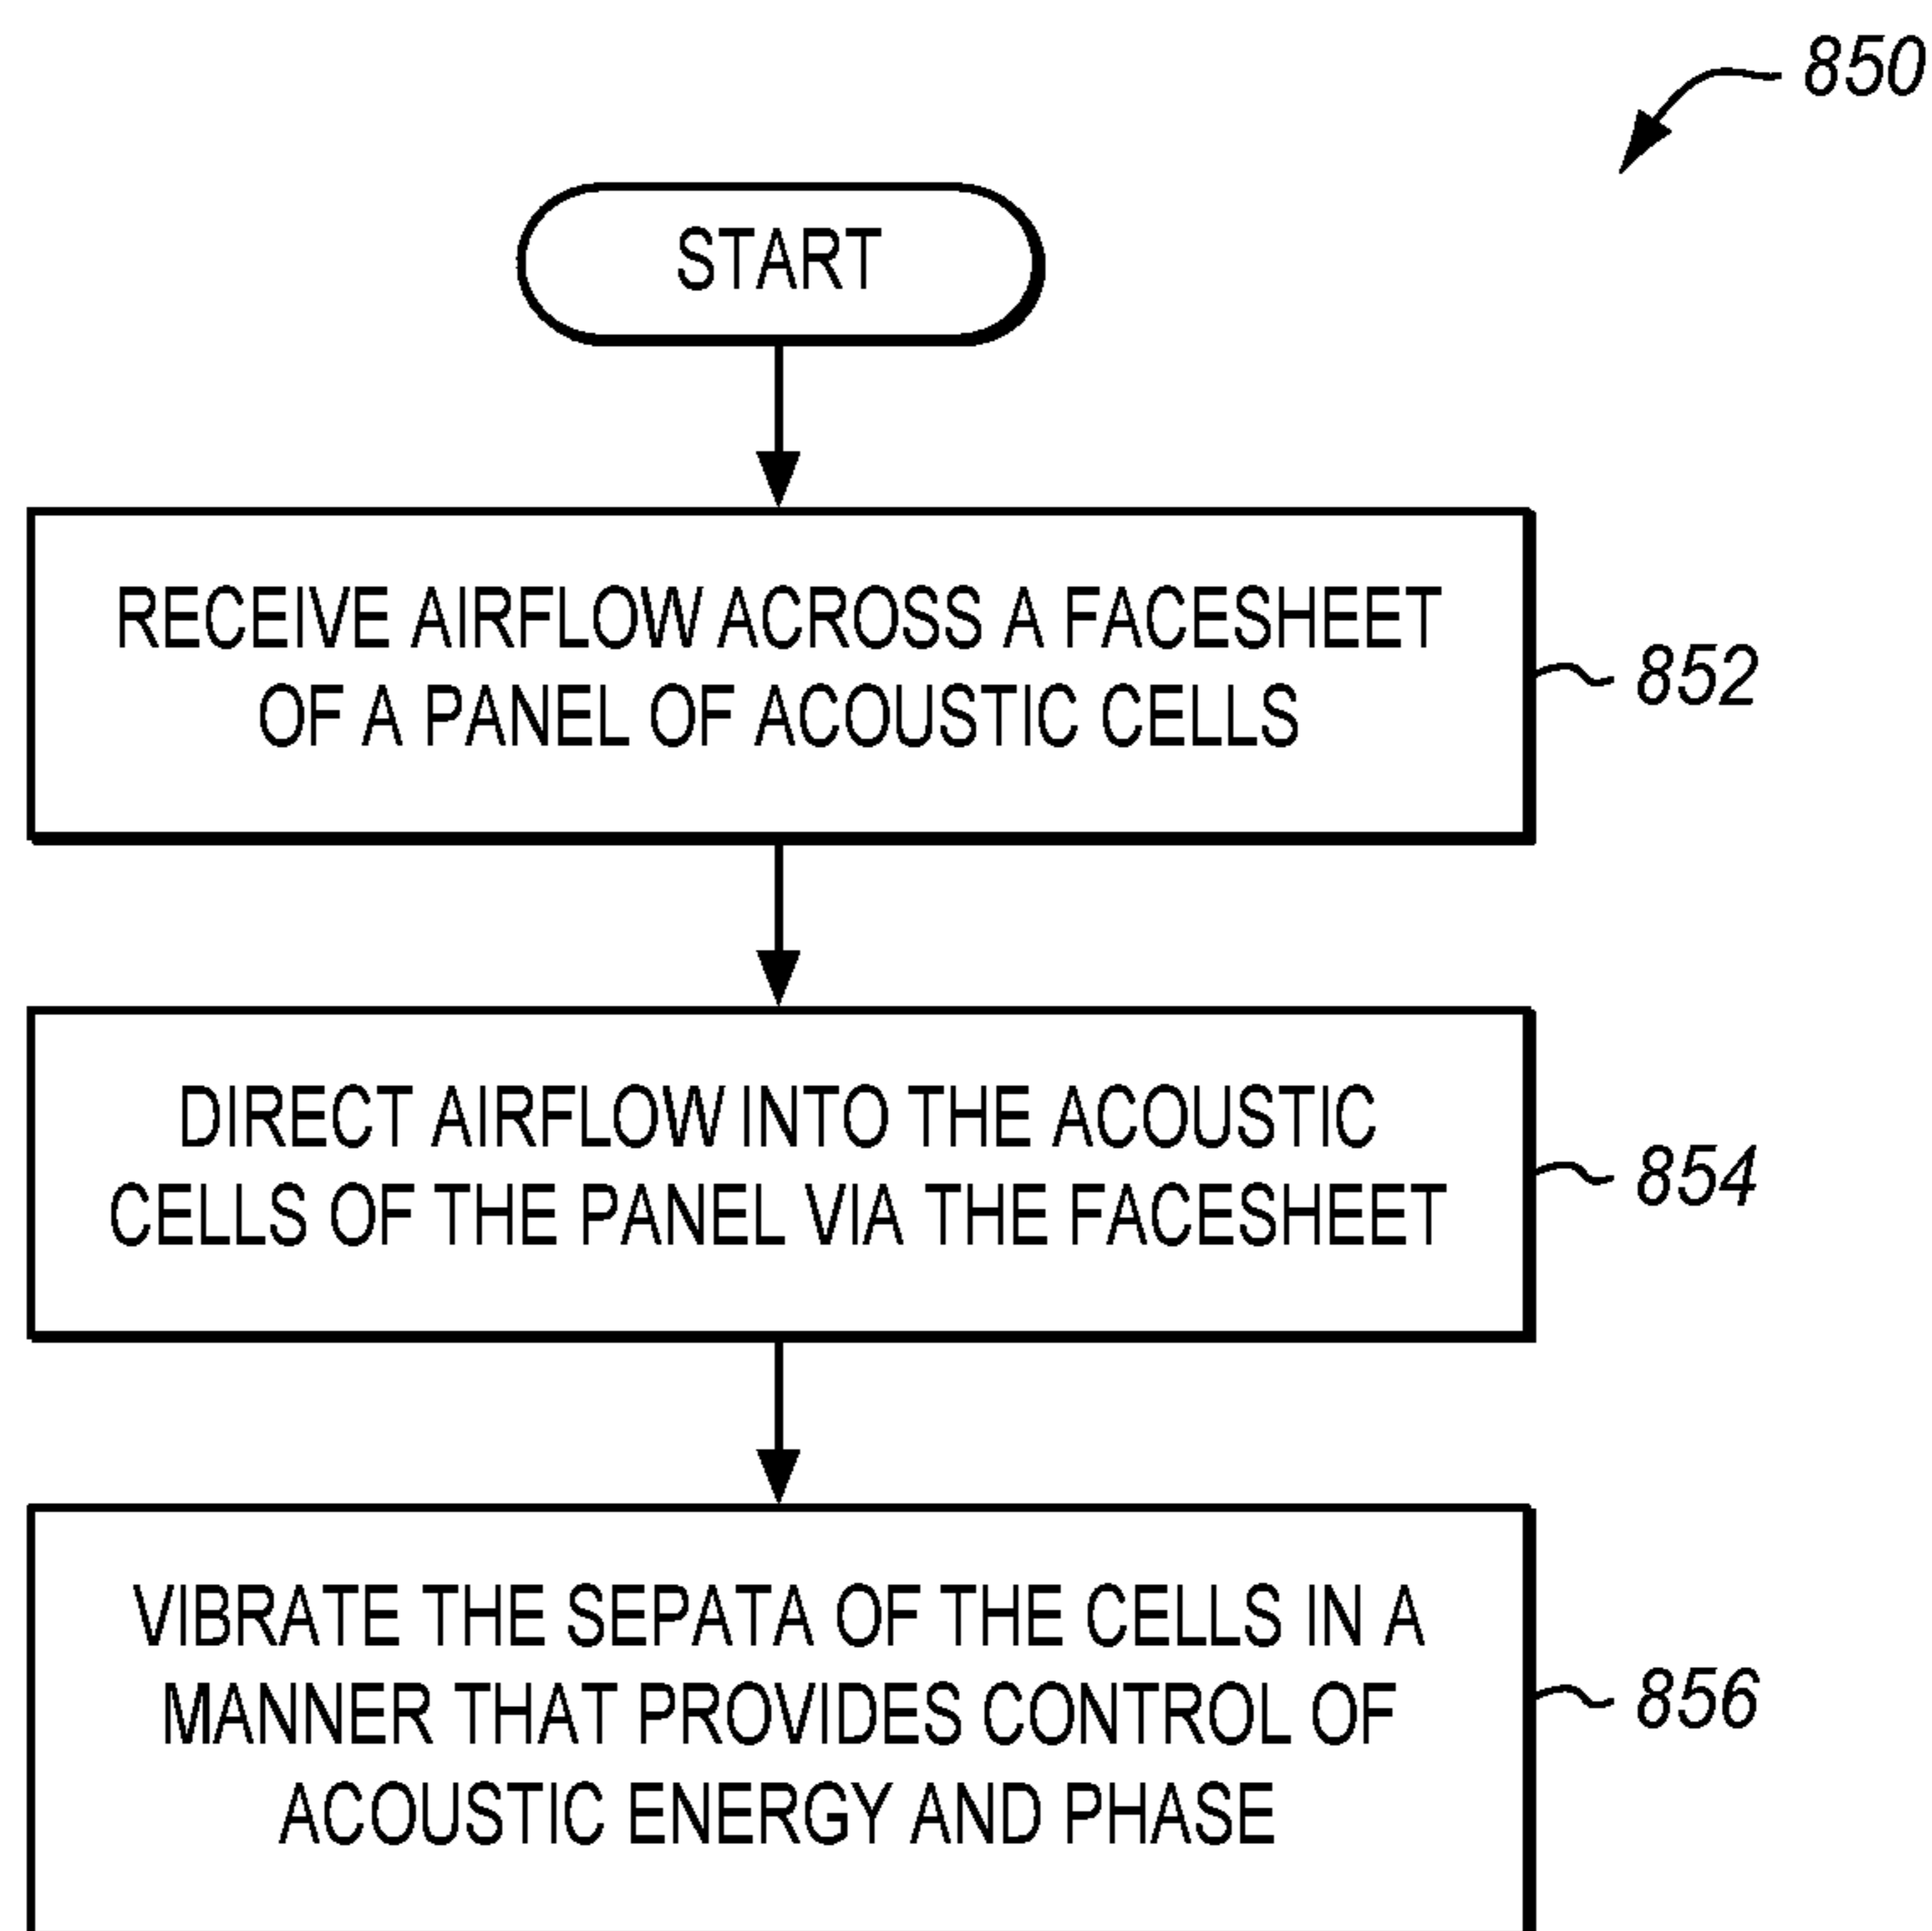 850
START
RECEIVE AIRFLOW ACROSS A FACESHEET
OF A PANEL OF ACOUSTIC CELLS
852
DIRECT AIRFLOW INTO THE ACOUSTIC
CELLS OF THE PANEL VIA THE FACESHEET
854
VIBRATE THE SEPATA OF THE CELLS IN A
MANNER THAT PROVIDES CONTROL OF
ACOUSTIC ENERGY AND PHASE
856